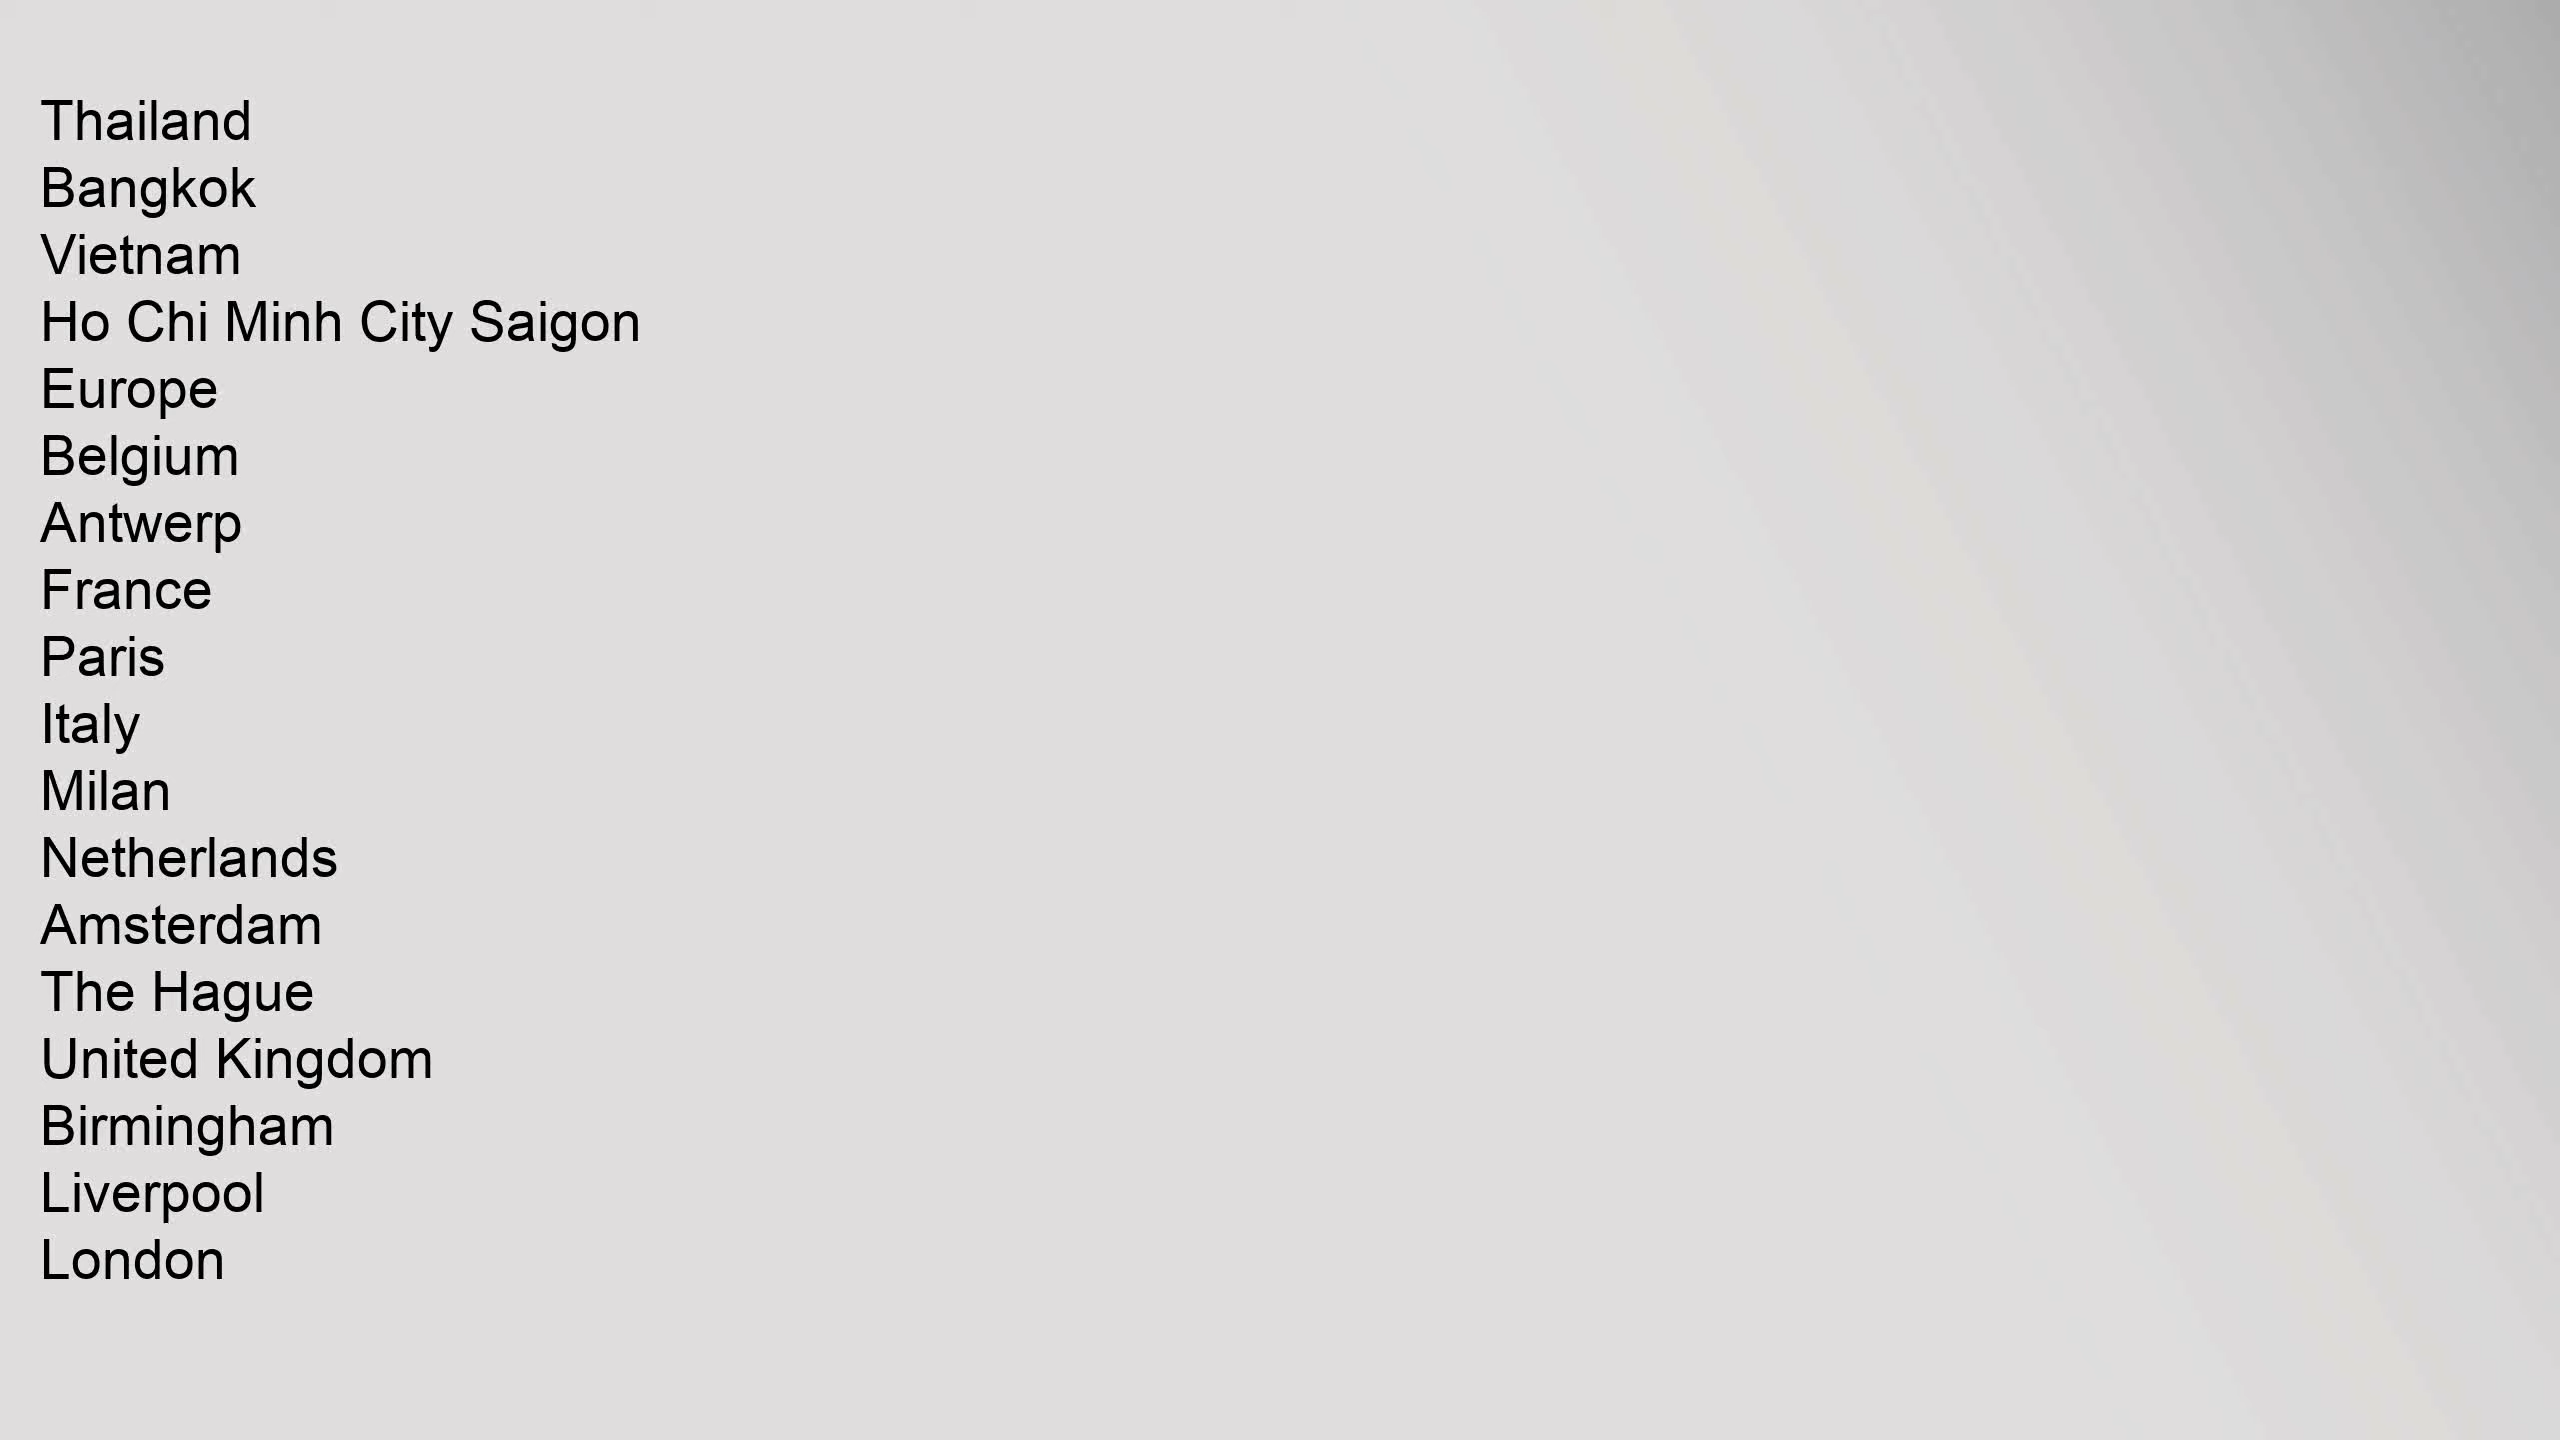 Thailand
Bangkok
Vietnam
Ho Chi Minh City Saigon
Europe
Belgium
Antwerp
France
Paris
Italy
Milan
Netherlands
Amsterdam
The Hague
United Kingdom
Birmingham
Liverpool
London